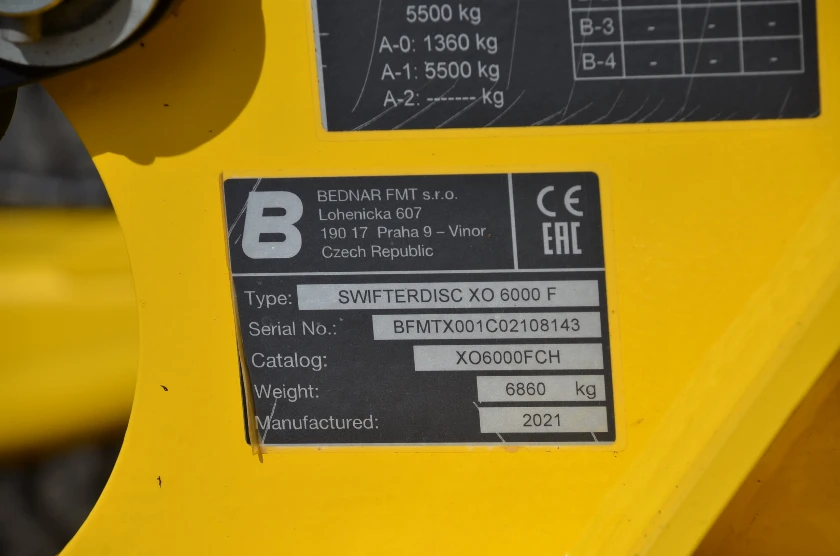 5500 kg
A-0: 1360 kg
A-1: 5500 kg
A-2: ------- kg
B-3 - - -
B-4 - - -
B
BEDNAR FMT s.r.o.
Lohenicka 607
190 17 Praha 9 – Vinor
Czech Republic
CE
EAC
Type: SWIFTERDISC XO 6000 F
Serial No.: BFMTX001C02108143
Catalog: XO6000FCH
Weight: 6860 kg
Manufactured: 2021